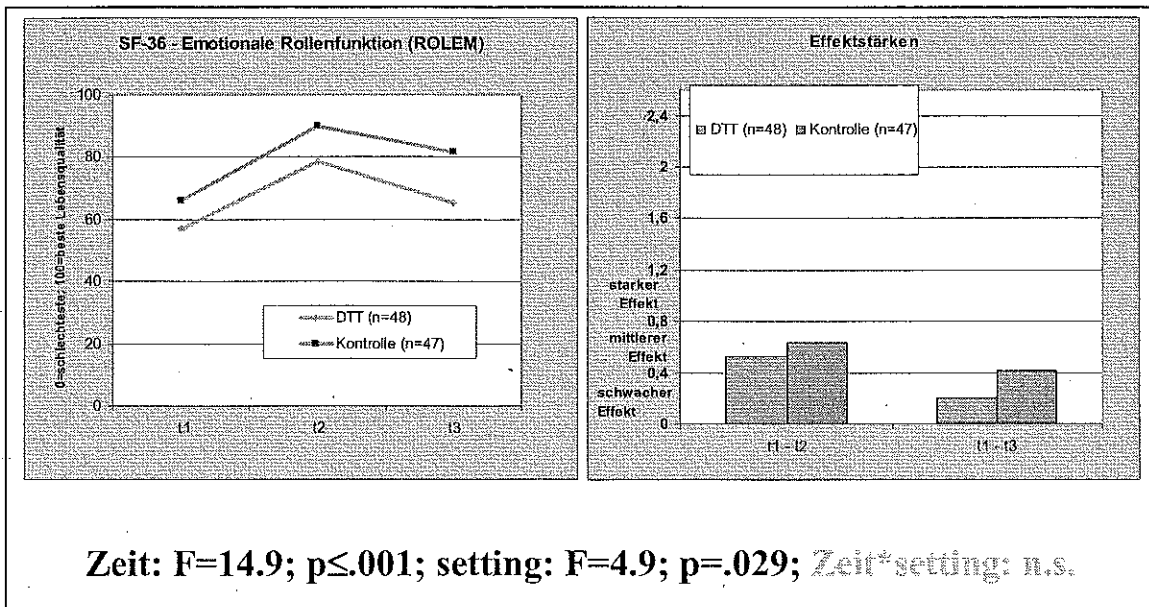 SF-36 - Emotionale Rollenfunktion (ROLEM)
0=schlechteste; 100=beste Lebensqualität
100
80
60
40
20
0
DTT (n=48)
Kontrolle (n=47)
t1 t2 t3
Effektstärken
DTT (n=48) Kontrolle (n=47)
2,4
2
1,6
1,2
starker
Effekt
0,8
mittlerer
Effekt
0,4
schwacher
Effekt
0
t1 - t2 t1 - t3
Zeit: F=14.9; p≤.001; setting: F=4.9; p=.029; Zeit*setting: n.s.